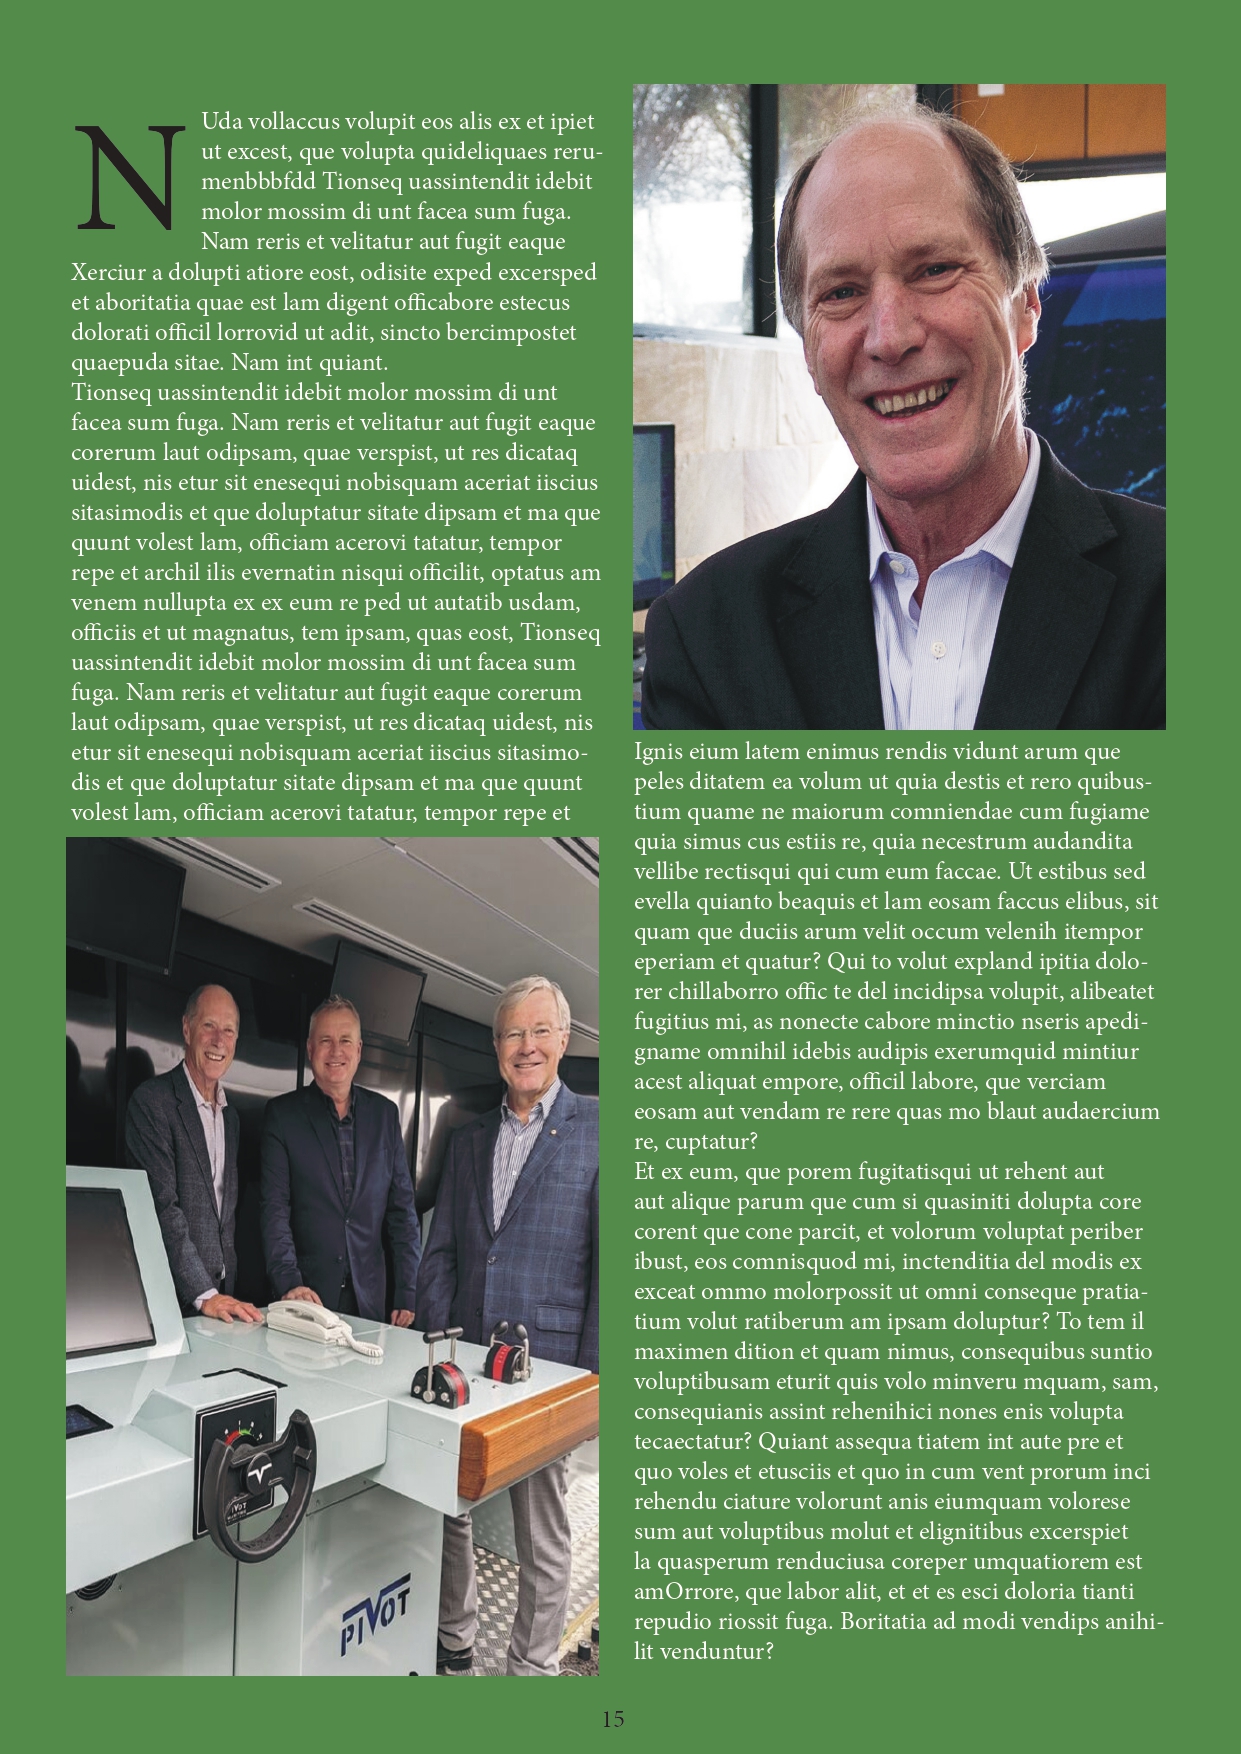 N
Uda vollaccus volupit eos alis ex et ipiet
ut excest, que volupta quideliquaes reru-
menbbbfdd Tionseq uassintendit idebit
molor mossim di unt facea sum fuga.
Nam reris et velitatur aut fugit eaque
Xerciur a dolupti atiore eost, odisite exped excersped
et aboritatia quae est lam digent officabore estecus
dolorati officil lorrovid ut adit, sincto bercimpostet
quaepuda sitae. Nam int quiant.
Tionseq uassintendit idebit molor mossim di unt
facea sum fuga. Nam reris et velitatur aut fugit eaque
corerum laut odipsam, quae verspist, ut res dicataq
uidest, nis etur sit enesequi nobisquam aceriat iiscius
sitasimodis et que doluptatur sitate dipsam et ma que
quunt volest lam, officiam acerovi tatatur, tempor
repe et archil ilis evernatin nisqui officilit, optatus am
venem nullupta ex ex eum re ped ut autatib usdam,
officiis et ut magnatus, tem ipsam, quas eost, Tionseq
uassintendit idebit molor mossim di unt facea sum
fuga. Nam reris et velitatur aut fugit eaque corerum
laut odipsam, quae verspist, ut res dicataq uidest, nis
etur sit enesequi nobisquam aceriat iiscius sitasimo-
dis et que doluptatur sitate dipsam et ma que quunt
volest lam, officiam acerovi tatatur, tempor repe et
PIVOT
PIVOT
Ignis eium latem enimus rendis vidunt arum que
peles ditatem ea volum ut quia destis et rero quibus-
tium quame ne maiorum comniendae cum fugiame
quia simus cus estiis re, quia necestrum audandita
vellibe rectisqui qui cum eum faccae. Ut estibus sed
evella quianto beaquis et lam eosam faccus elibus, sit
quam que duciis arum velit occum velenih itempor
eperiam et quatur? Qui to volut expland ipitia dolo-
rer chillaborro offic te del incidipsa volupit, alibeatet
fugitius mi, as nonecte cabore minctio nseris apedi-
gname omnihil idebis audipis exerumquid mintiur
acest aliquat empore, officil labore, que verciam
eosam aut vendam re rere quas mo blaut audaercium
re, cuptatur?
Et ex eum, que porem fugitatisqui ut rehent aut
aut alique parum que cum si quasiniti dolupta core
corent que cone parcit, et volorum voluptat periber
ibust, eos comnisquod mi, inctenditia del modis ex
exceat ommo molorpossit ut omni conseque pratia-
tium volut ratiberum am ipsam doluptur? To tem il
maximen dition et quam nimus, consequibus suntio
voluptibusam eturit quis volo minveru mquam, sam,
consequianis assint rehenihici nones enis volupta
tecaectatur? Quiant assequa tiatem int aute pre et
quo voles et etusciis et quo in cum vent prorum inci
rehendu ciature volorunt anis eiumquam volorese
sum aut voluptibus molut et elignitibus excerspiet
la quasperum renduciusa coreper umquatiorem est
amOrrore, que labor alit, et et es esci doloria tianti
repudio riossit fuga. Boritatia ad modi vendips anihi-
lit venduntur?
15